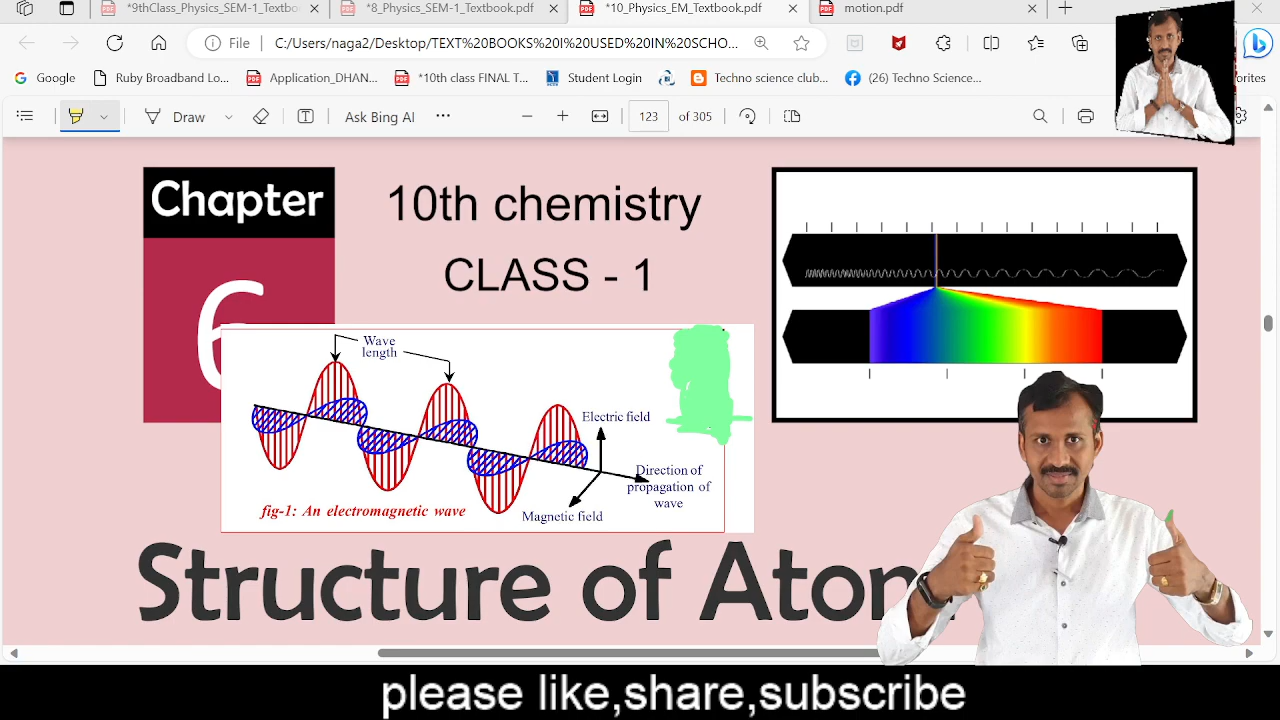 *9thClass_Physics_SEM-1_Textbo
*8_Physics_SEM-1_Textbook.pdf
*10_Physics_EM_Textbook.pdf
motion.pdf
File
C:/Users/naga2/Desktop/TEXT%20BOOKS%20I%20USED%20IN%20SCHO...
Google
Ruby Broadband Lo...
Application_DHAN...
*10th class FINAL T...
Student Login
Techno science club...
(26) Techno Science...
orites
Draw
Ask Bing AI
123
of 305
Chapter
6
10th chemistry
CLASS - 1
Wave
length
Electric field
Direction of
propagation of
wave
Magnetic field
fig-1: An electromagnetic wave
Structure of Atom
please like,share,subscribe